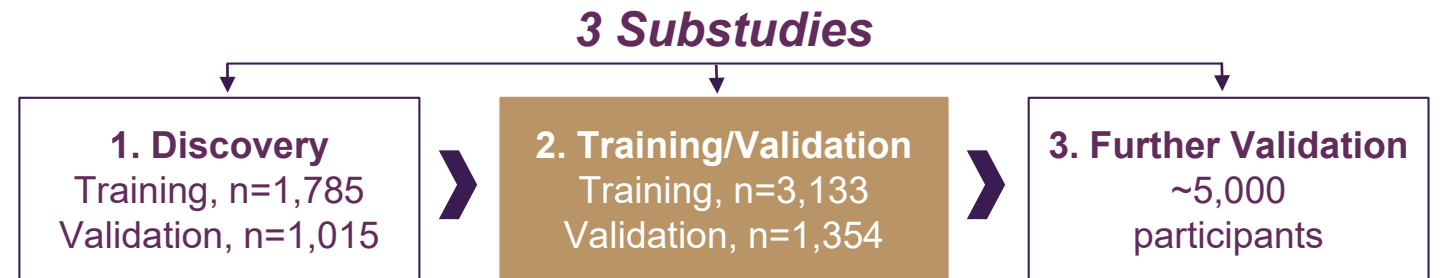 3 Substudies
1. Discovery
Training, n=1,785
Validation, n=1,015
2. Training/Validation
Training, n=3,133
Validation, n=1,354
3. Further Validation
~5,000
participants